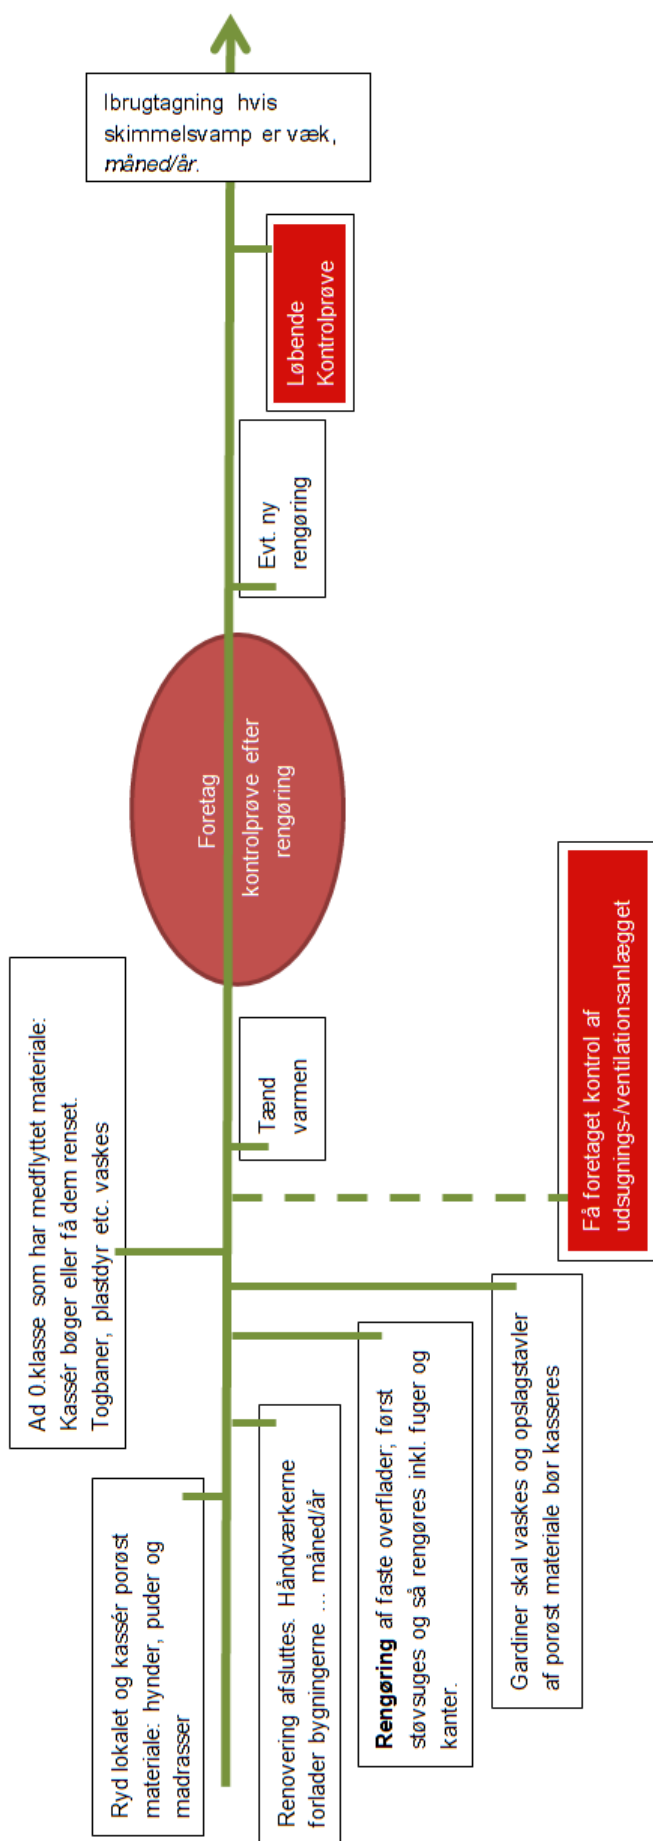 Ryd lokalet og kassér porøst
materiale: hynder, puder og
madrasser
Renovering afsluttes. Håndværkerne
forlader bygningerne … måned/år
Rengøring af faste overflader; først
støvsuges og så rengøres inkl. fuger og
kanter.
Gardiner skal vaskes og opslagstavler
af porøst materiale bør kasseres
Ad 0.klasse som har medflyttet materiale:
Kassér bøger eller få dem renset.
Togbaner, plastdyr etc. vaskes
Få foretaget kontrol af
udsugnings-/ventilationsanlægget
Tænd
varmen
Foretag
kontrolprøve efter
rengøring
Evt. ny
rengøring
Løbende
Kontrolprøve
Ibrugtagning hvis
skimmelsvamp er væk,
måned/år.